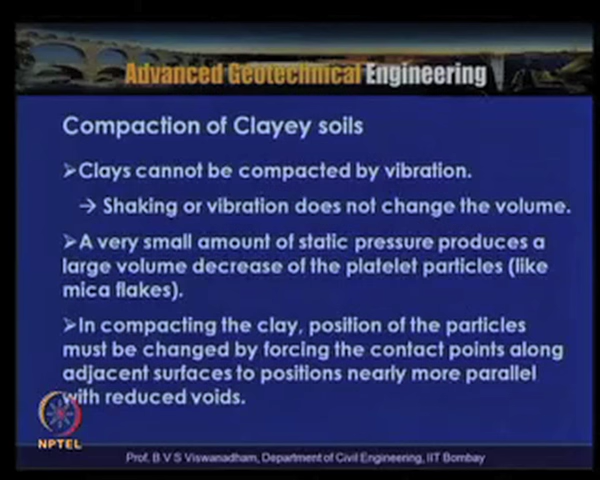 Advanced Geotechnical Engineering
Compaction of Clayey soils
➢Clays cannot be compacted by vibration.
→ Shaking or vibration does not change the volume.
➢A very small amount of static pressure produces a
large volume decrease of the platelet particles (like
mica flakes).
➢In compacting the clay, position of the particles
must be changed by forcing the contact points along
adjacent surfaces to positions nearly more parallel
with reduced voids.
NPTEL
Prof. B V S Viswanadham, Department of Civil Engineering, IIT Bombay